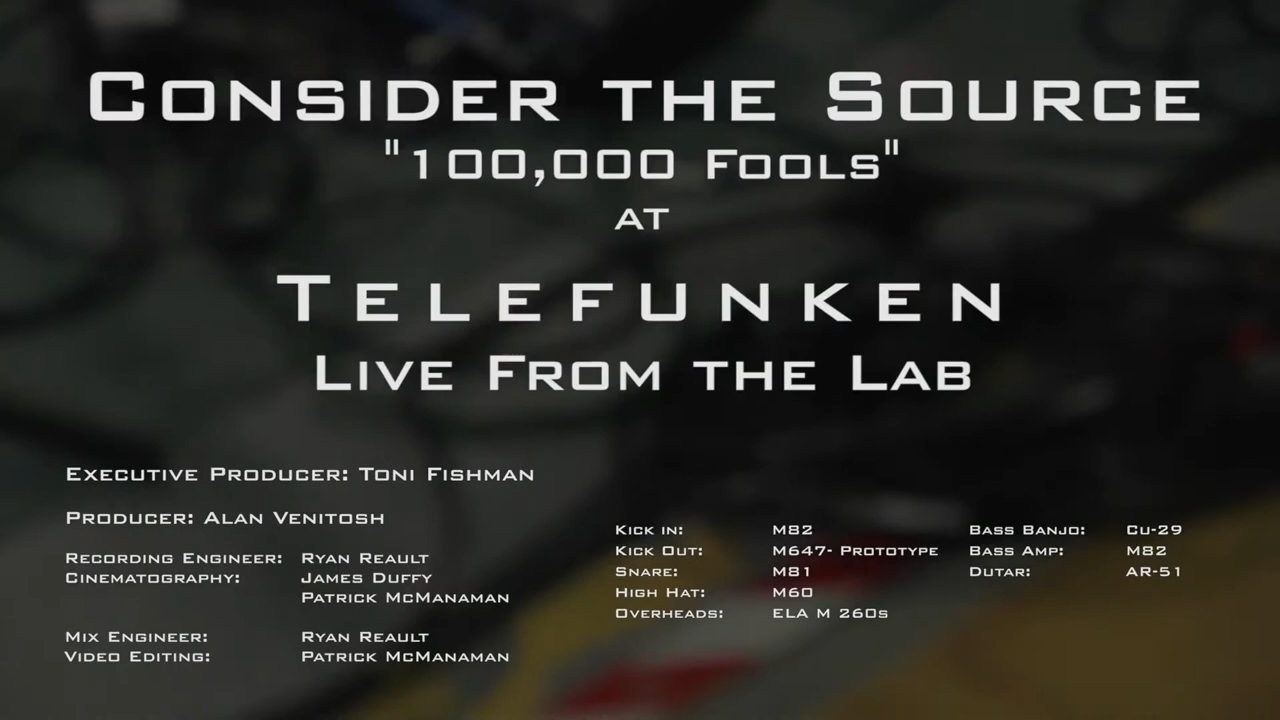 Consider the Source
"100,000 Fools"
at
Telefunken
Live From the Lab
Executive Producer: Toni Fishman
Producer: Alan Venitosh
Recording Engineer: Ryan Reault
Cinematography: James Duffy
Patrick McManaman
Mix Engineer: Ryan Reault
Video Editing: Patrick McManaman
Kick in: M82
Kick Out: M647- Prototype
Snare: M81
High Hat: M60
Overheads: ELA M 260s
Bass Banjo: Cu-29
Bass Amp: M82
Dutar: AR-51